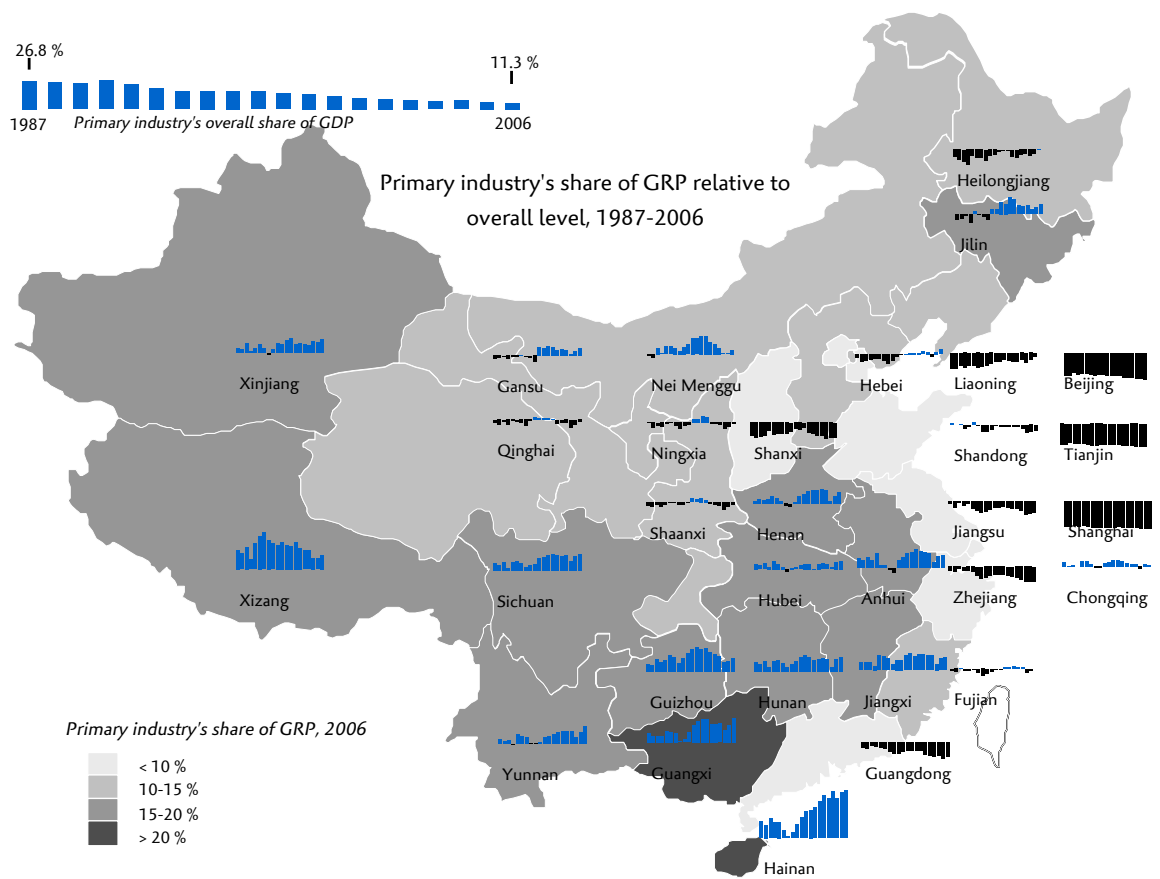 26.8 %
11.3 %
1987
Primary industry's overall share of GDP
2006
Primary industry's share of GRP relative to
overall level, 1987-2006
Heilongjiang
Jilin
Xinjiang
Gansu
Nei Menggu
Hebei
Liaoning
Beijing
Qinghai
Ningxia
Shanxi
Shandong
Tianjin
Shaanxi
Henan
Jiangsu
Shanghai
Xizang
Sichuan
Hubei
Anhui
Zhejiang
Chongqing
Guizhou
Hunan
Jiangxi
Fujian
Primary industry's share of GRP, 2006
< 10 %
10-15 %
15-20 %
> 20 %
Yunnan
Guangxi
Guangdong
Hainan